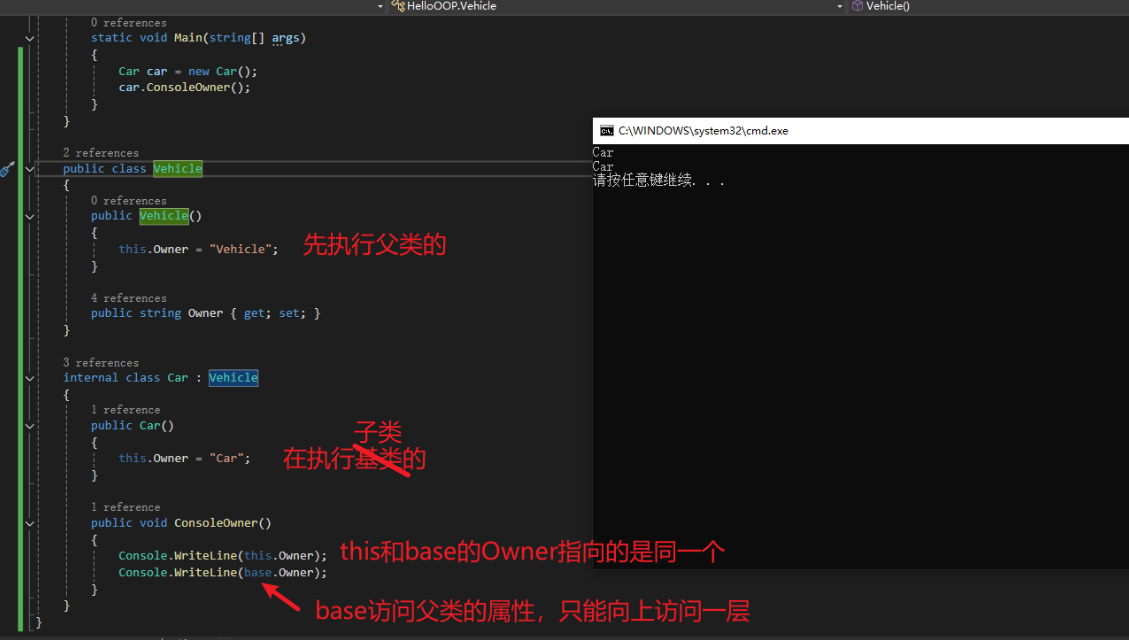 HelloOOP.Vehicle
Vehicle()
0 references
static void Main(string[] args)
{
Car car = new Car();
car.ConsoleOwner();
}
}
C:\WINDOWS\system32\cmd.exe
Car
Car
请按任意键继续. . .
2 references
public class Vehicle
{
0 references
public Vehicle()
{
this.Owner = "Vehicle"; 先执行父类的
}
4 references
public string Owner { get; set; }
}
3 references
internal class Car : Vehicle
{
1 reference
public Car()
{
子类
this.Owner = "Car"; 在执行基类的
}
1 reference
public void ConsoleOwner()
{
Console.WriteLine(this.Owner); this和base的Owner指向的是同一个
Console.WriteLine(base.Owner);
}
base访问父类的属性，只能向上访问一层
}
}